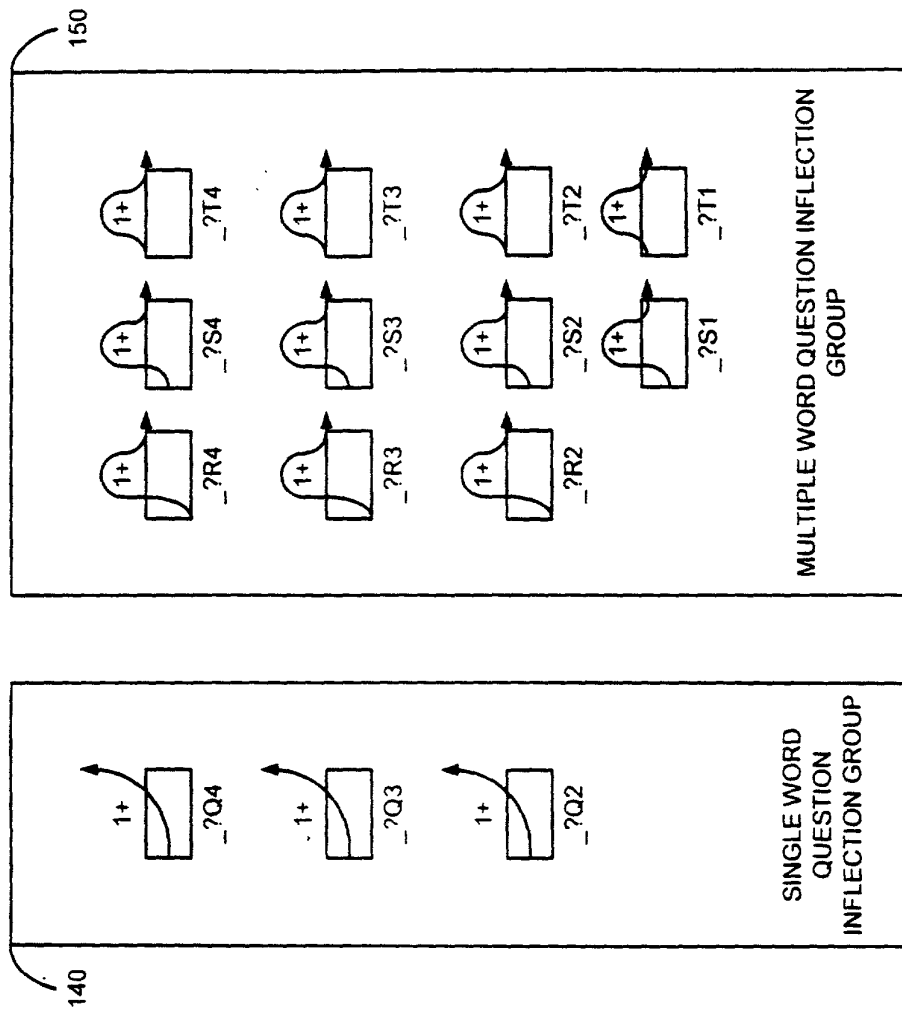 140
1+
_?Q4
1+
_?Q3
1+
_?Q2
SINGLE WORD
QUESTION
INFLECTION GROUP
150
1+ 1+ 1+
_?R4 _?S4 _?T4
1+ 1+ 1+
_?R3 _?S3 _?T3
1+ 1+ 1+
_?R2 _?S2 _?T2
1+ 1+
_?S1 _?T1
MULTIPLE WORD QUESTION INFLECTION
GROUP